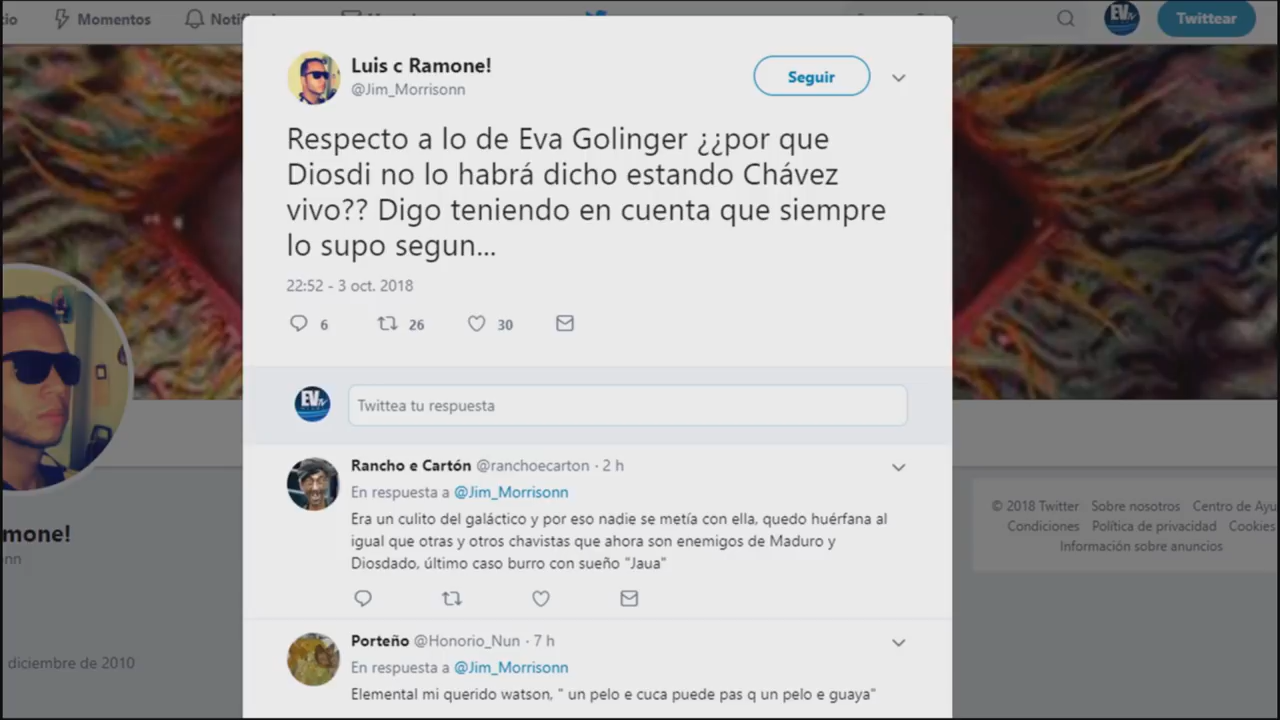 Momentos
Twittear
Luis c Ramone!
@Jim_Morrisonn
Seguir
Respecto a lo de Eva Golinger ¿¿por que
Diosdi no lo habrá dicho estando Chávez
vivo?? Digo teniendo en cuenta que siempre
lo supo segun...
22:52 - 3 oct. 2018
6 26 30
EVtv
Twittea tu respuesta
Rancho e Cartón @ranchoecarton · 2 h
En respuesta a @Jim_Morrisonn
Era un culito del galáctico y por eso nadie se metía con ella, quedo huérfana al
igual que otras y otros chavistas que ahora son enemigos de Maduro y
Diosdado, último caso burro con sueño "Jaua"
Porteño @Honorio_Nun · 7 h
En respuesta a @Jim_Morrisonn
Elemental mi querido watson, " un pelo e cuca puede pas q un pelo e guaya"
mone!
nn
diciembre de 2010
© 2018 Twitter Sobre nosotros Centro de Ayu
Condiciones Política de privacidad Cookies
Información sobre anuncios